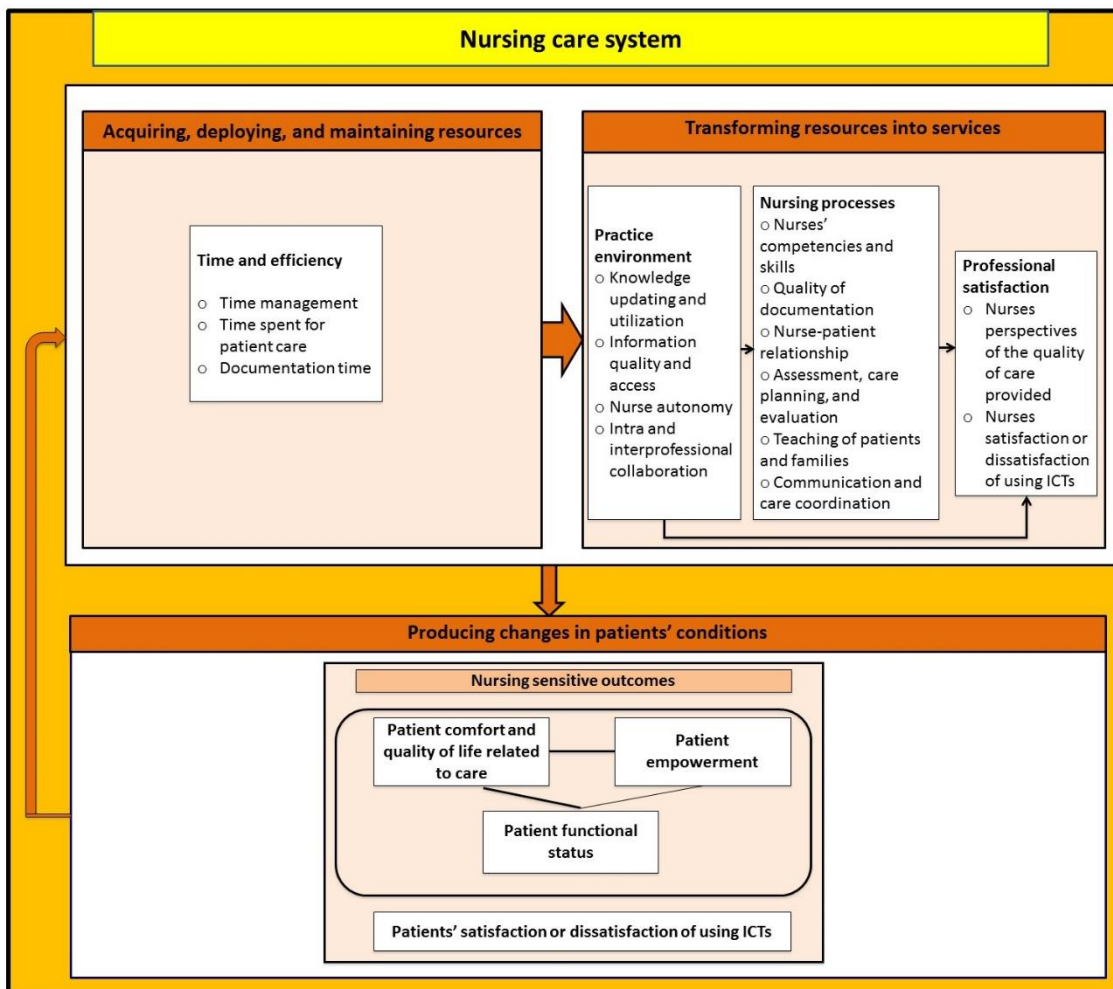 Nursing care system
Acquiring, deploying, and maintaining resources
Time and efficiency
○ Time management
○ Time spent for
patient care
○ Documentation time
Transforming resources into services
Practice
environment
○ Knowledge
updating and
utilization
○ Information
quality and
access
○ Nurse autonomy
○ Intra and
interprofessional
collaboration
Nursing processes
○ Nurses’
competencies and
skills
○ Quality of
documentation
○ Nurse-patient
relationship
○ Assessment, care
planning, and
evaluation
○ Teaching of patients
and families
○ Communication and
care coordination
Professional
satisfaction
○ Nurses
perspectives
of the quality
of care
provided
○ Nurses
satisfaction or
dissatisfaction
of using ICTs
Producing changes in patients’ conditions
Nursing sensitive outcomes
Patient comfort and
quality of life related
to care
Patient
empowerment
Patient functional
status
Patients’ satisfaction or dissatisfaction of using ICTs